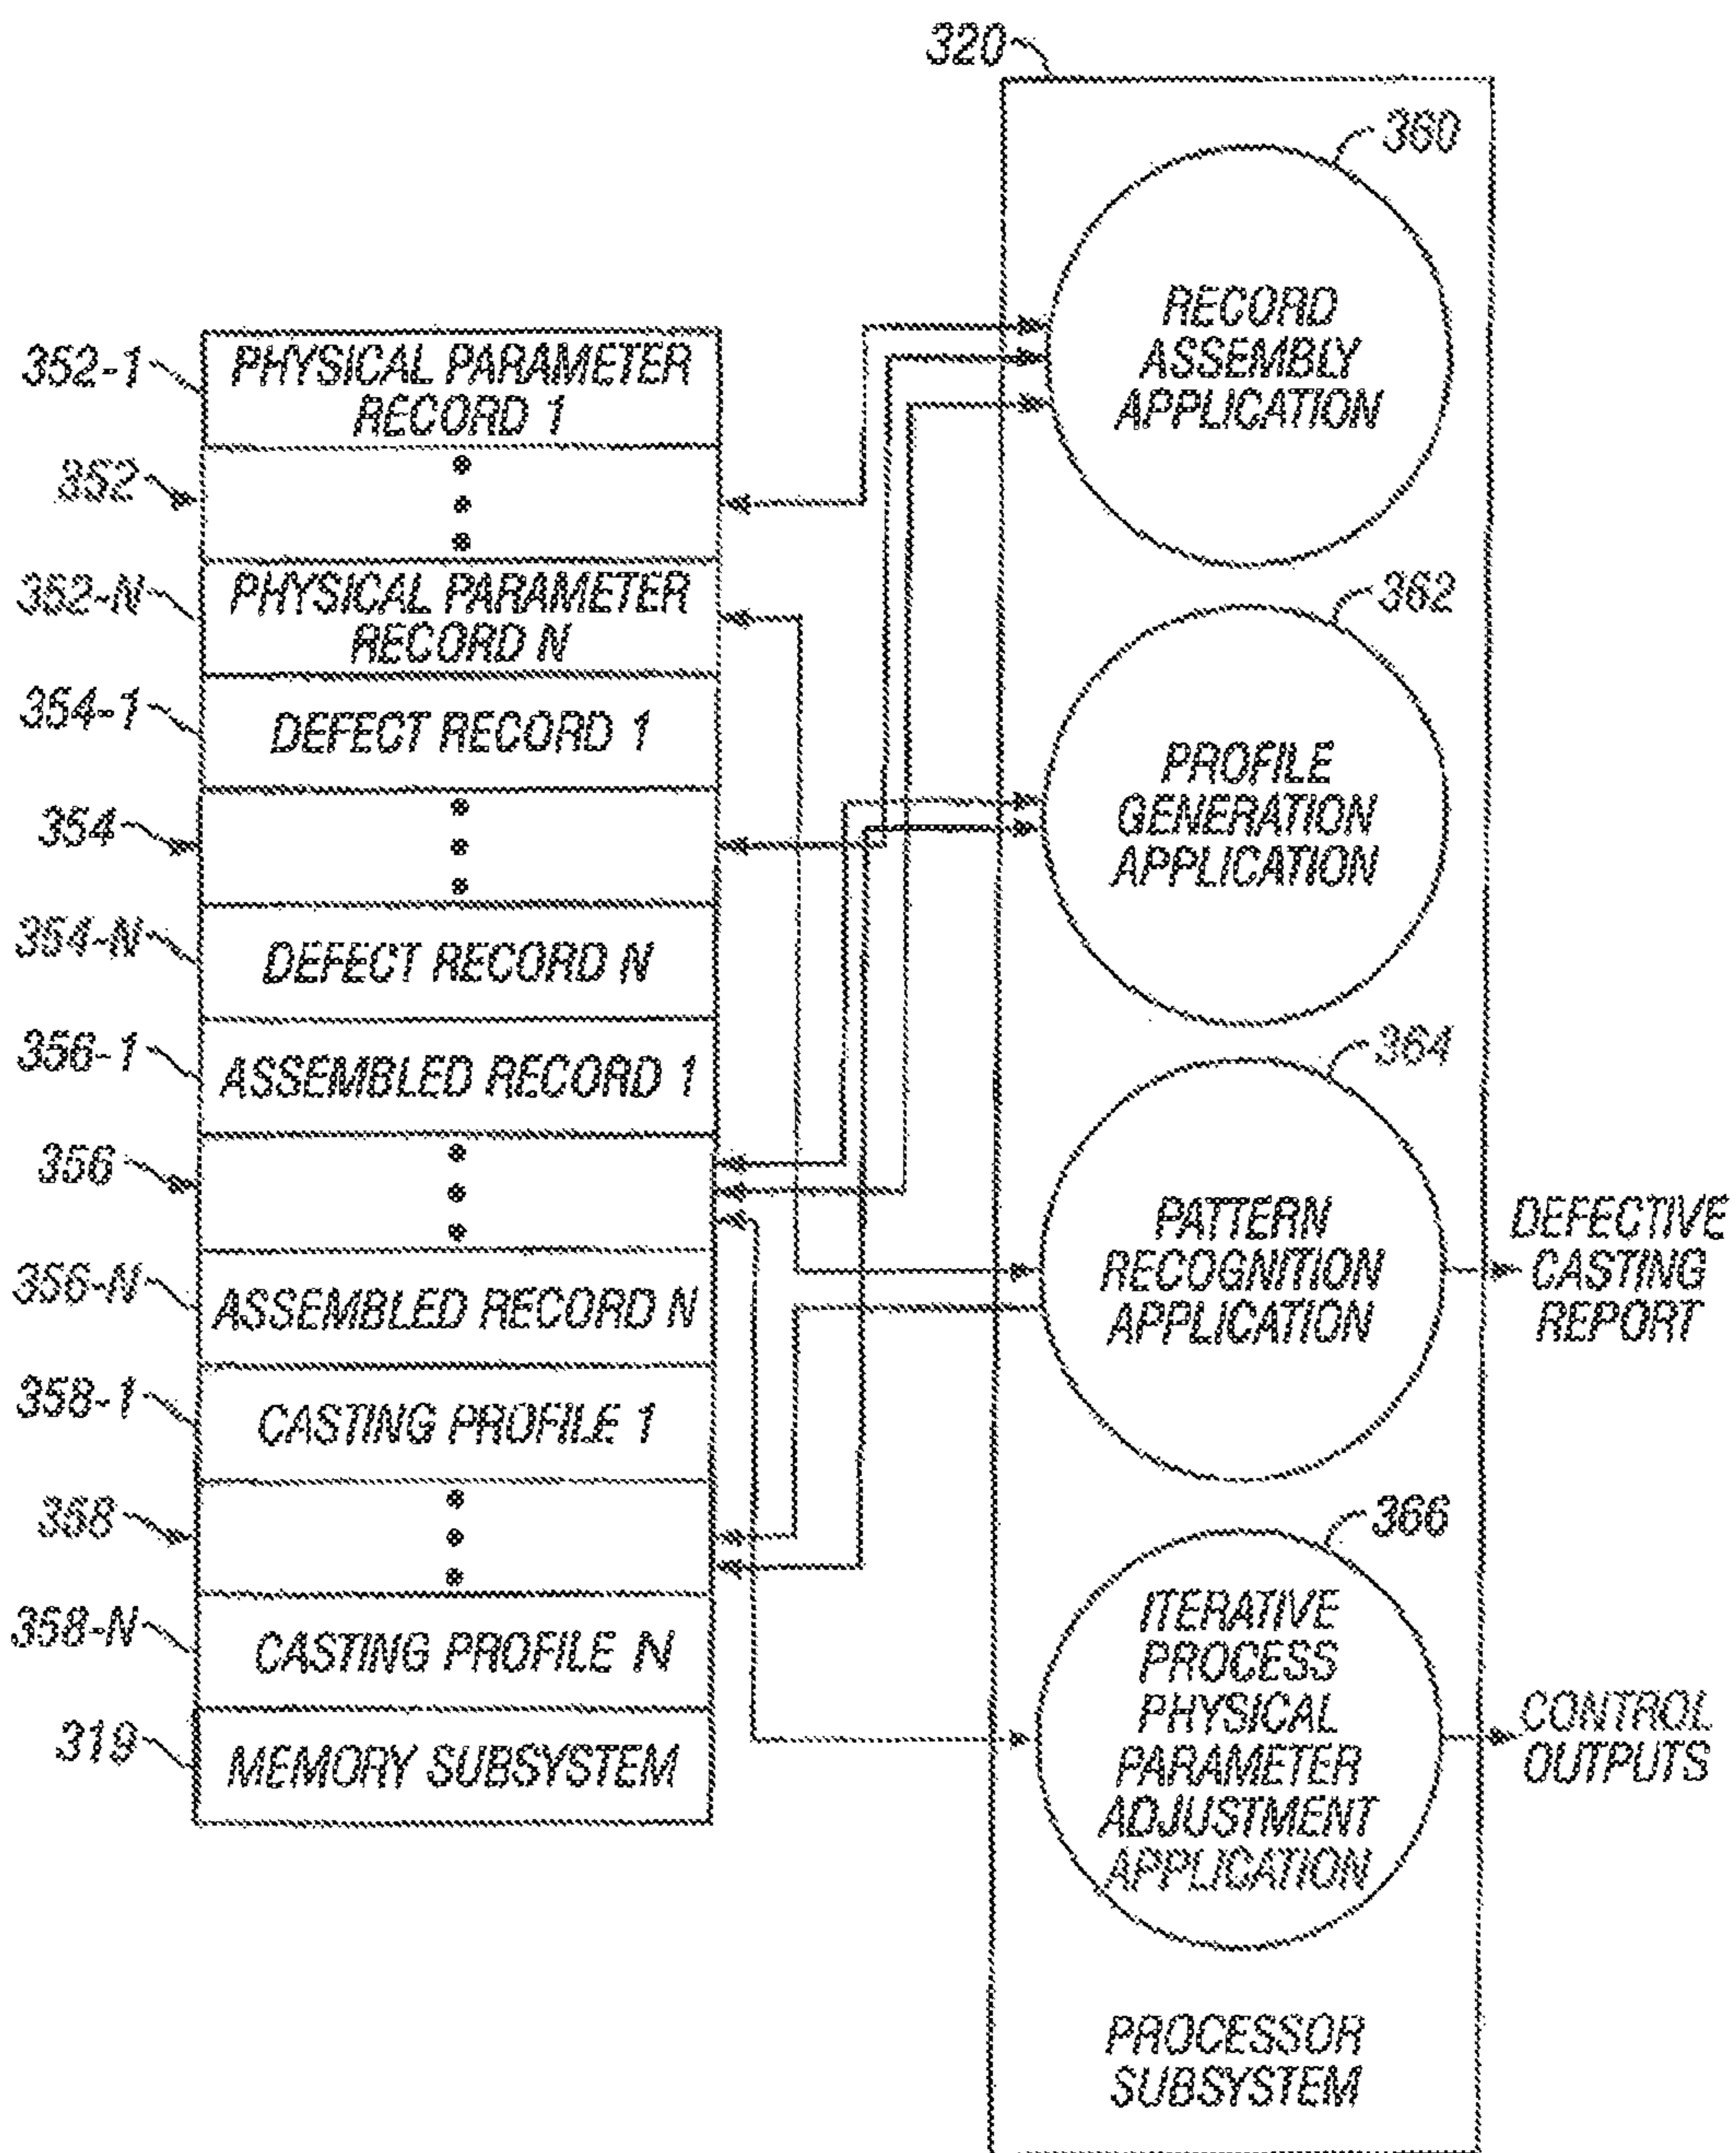 320
360
RECORD
ASSEMBLY
APPLICATION
352-1
PHYSICAL PARAMETER
RECORD 1
352
352-N
PHYSICAL PARAMETER
RECORD N
362
354-1
DEFECT RECORD 1
PROFILE
GENERATION
APPLICATION
354
354-N
DEFECT RECORD N
356-1
ASSEMBLED RECORD 1
364
356
PATTERN
RECOGNITION
APPLICATION
DEFECTIVE
CASTING
REPORT
356-N
ASSEMBLED RECORD N
358-1
CASTING PROFILE 1
358
366
358-N
CASTING PROFILE N
ITERATIVE
PROCESS
PHYSICAL
PARAMETER
ADJUSTMENT
APPLICATION
CONTROL
OUTPUTS
319
MEMORY SUBSYSTEM
PROCESSOR
SUBSYSTEM